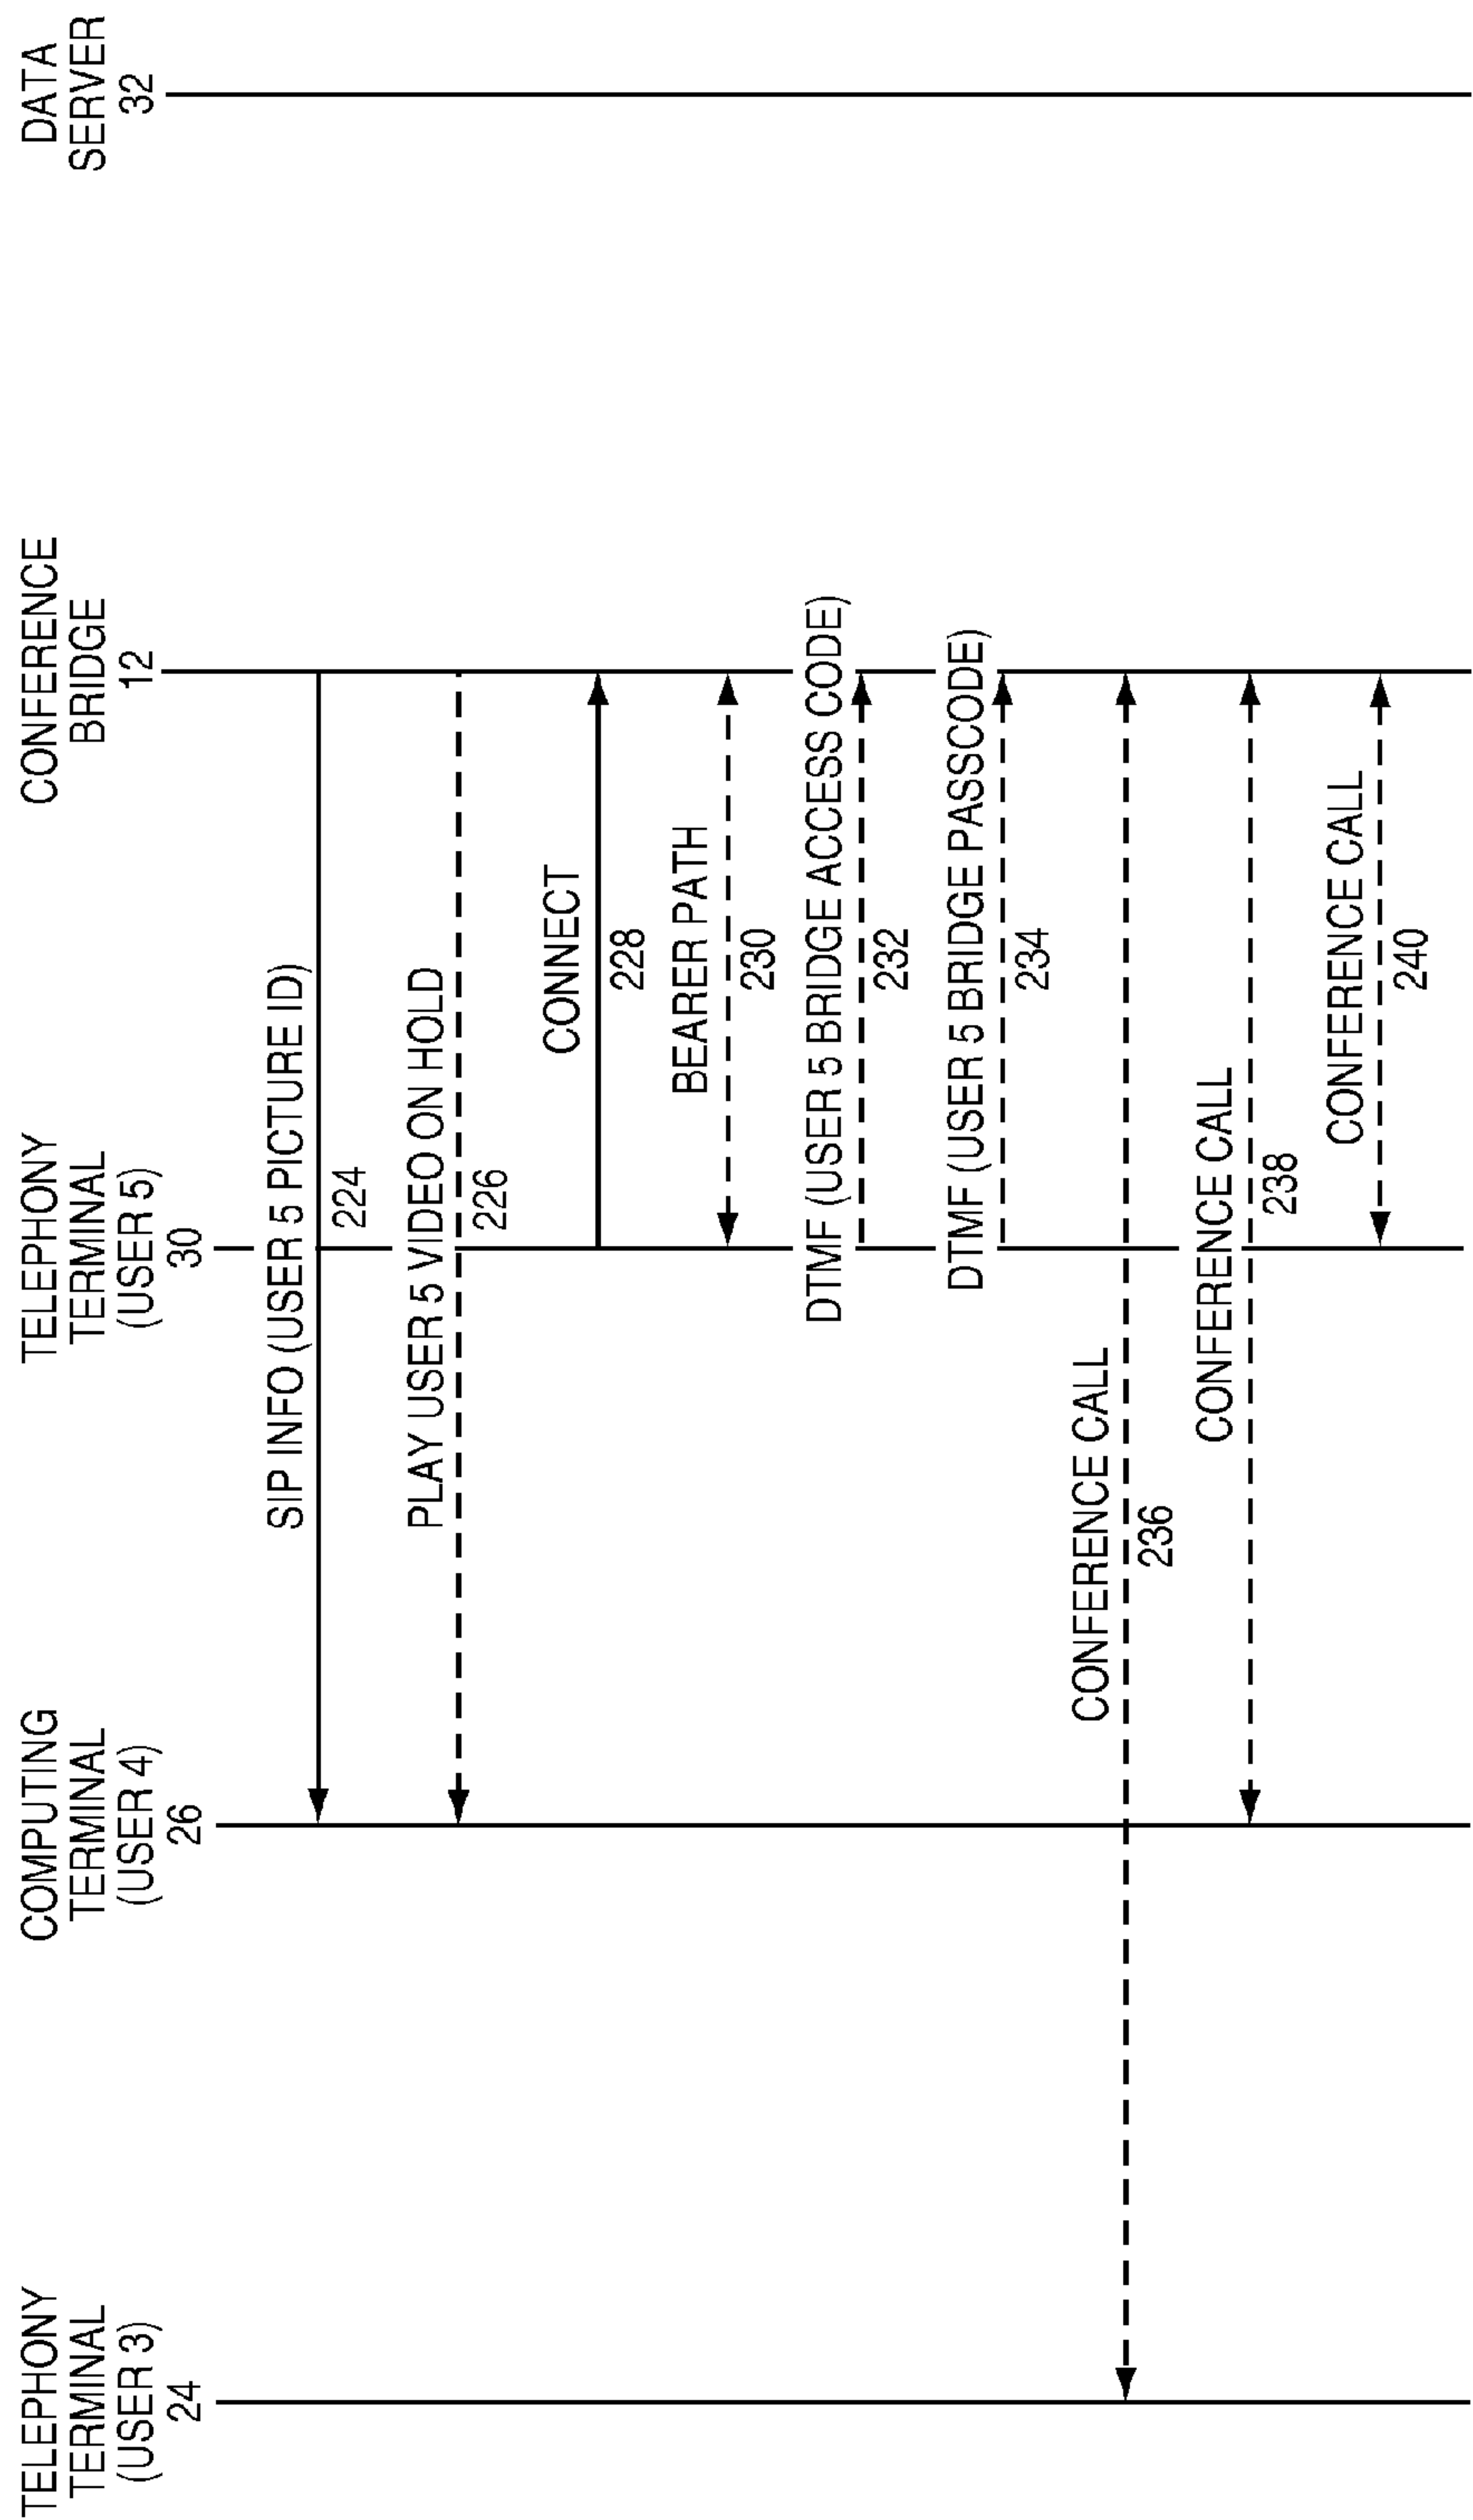 TELEPHONY
TERMINAL
(USER 3)
24
COMPUTING
TERMINAL
(USER 4)
26
TELEPHONY
TERMINAL
(USER 5)
30
CONFERENCE
BRIDGE
12
DATA
SERVER
32
SIP INFO (USER 5 PICTURE ID)
224
PLAY USER 5 VIDEO ON HOLD
226
CONNECT
228
BEARER PATH
230
DTMF (USER 5 BRIDGE ACCESS CODE)
232
DTMF (USER 5 BRIDGE PASSCODE)
234
CONFERENCE CALL
236
CONFERENCE CALL
238
CONFERENCE CALL
240